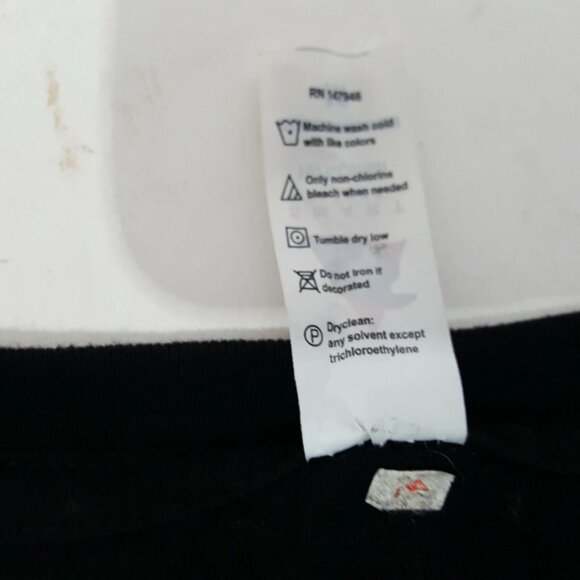 RN 147945
Machine wash cold
with like colors
Only non-chlorine
bleach when needed
Tumble dry low
Do not Iron if
decorated
P
Dryclean:
any solvent except
trichloroethylene